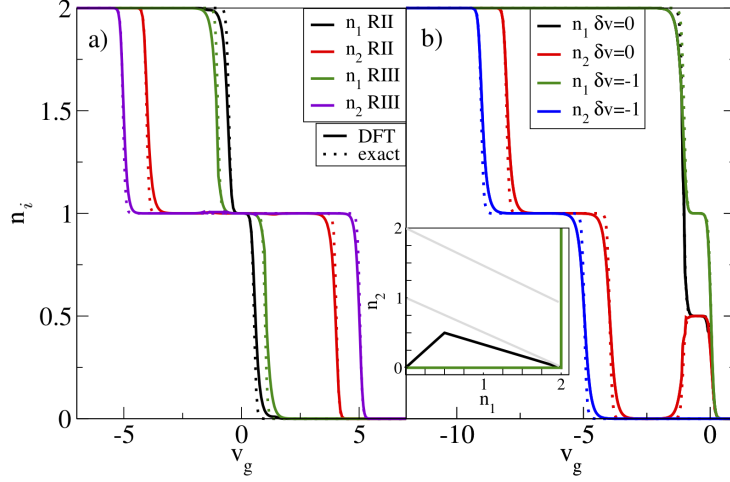 a)
n₁ RII
n₂ RII
n₁ RIII
n₂ RIII
DFT
exact
b)
n₁ δv=0
n₂ δv=0
n₁ δv=-1
n₂ δv=-1
2
1.5
1
0.5
0
nᵢ
-5
0
5
v_g
-10
-5
0
v_g
2
1
0
n₂
1
2
n₁